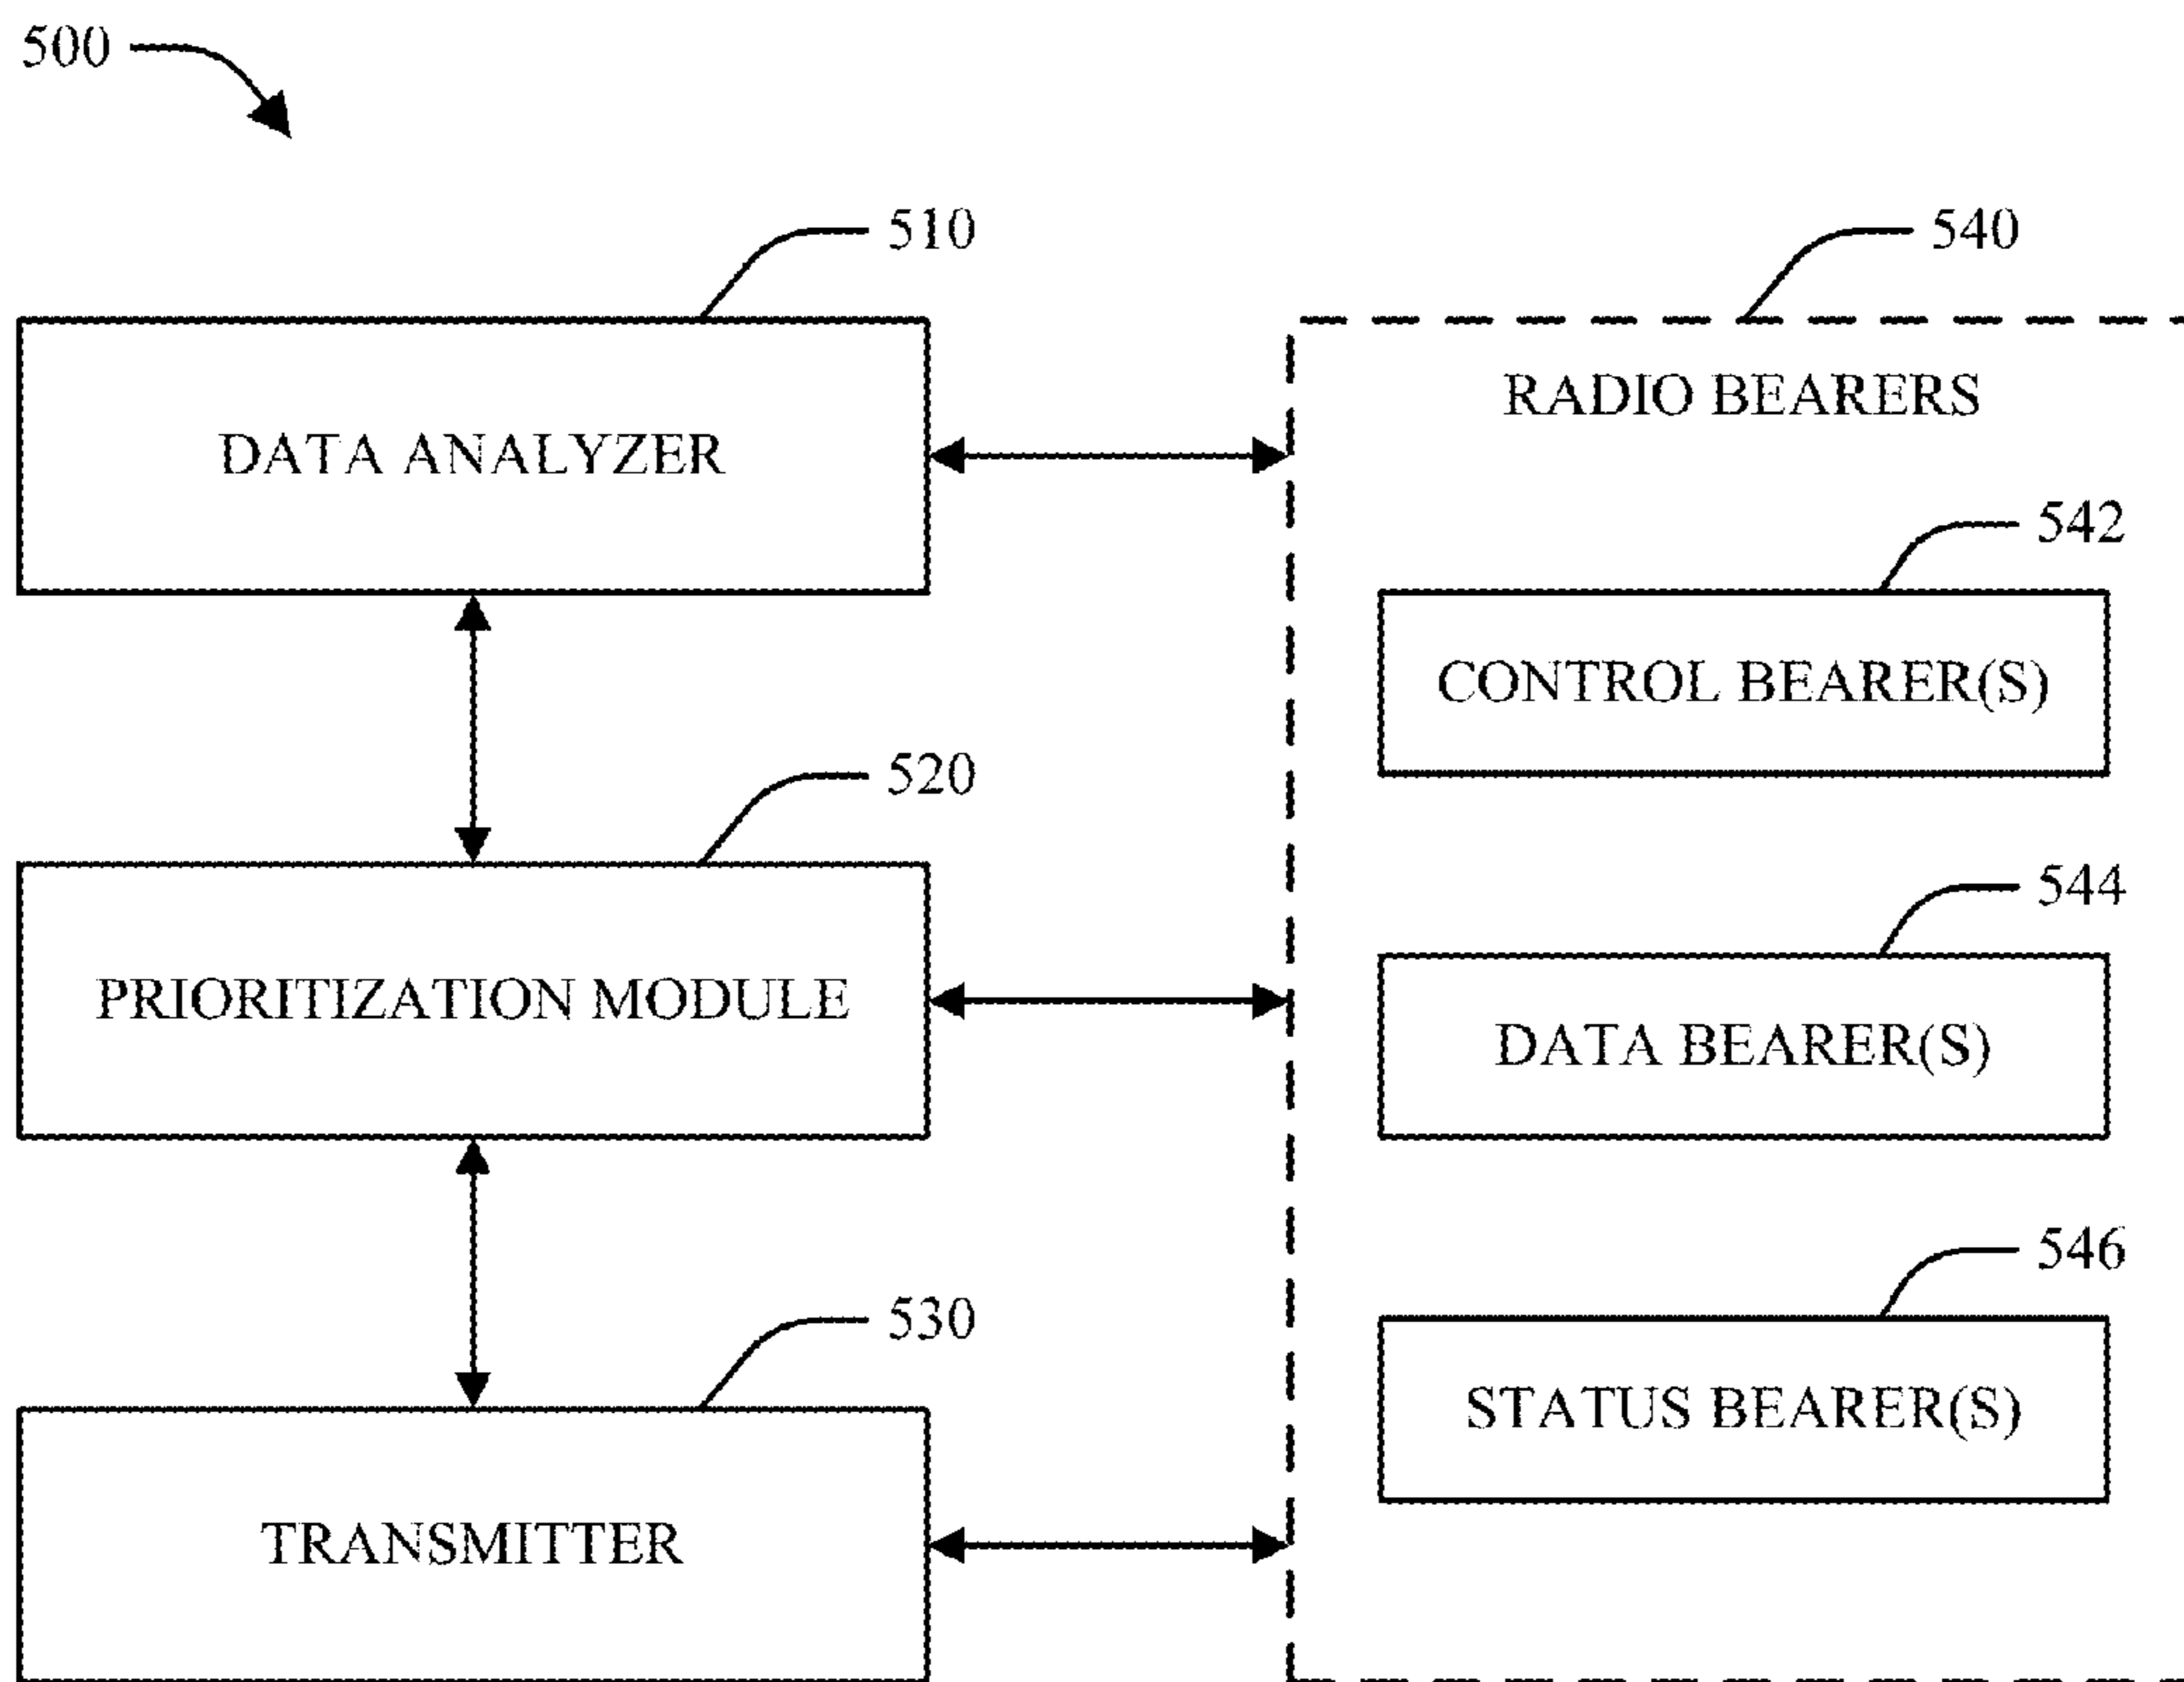 500
510
540
DATA ANALYZER
RADIO BEARERS
542
CONTROL BEARER(S)
520
PRIORITIZATION MODULE
544
DATA BEARER(S)
546
530
STATUS BEARER(S)
TRANSMITTER